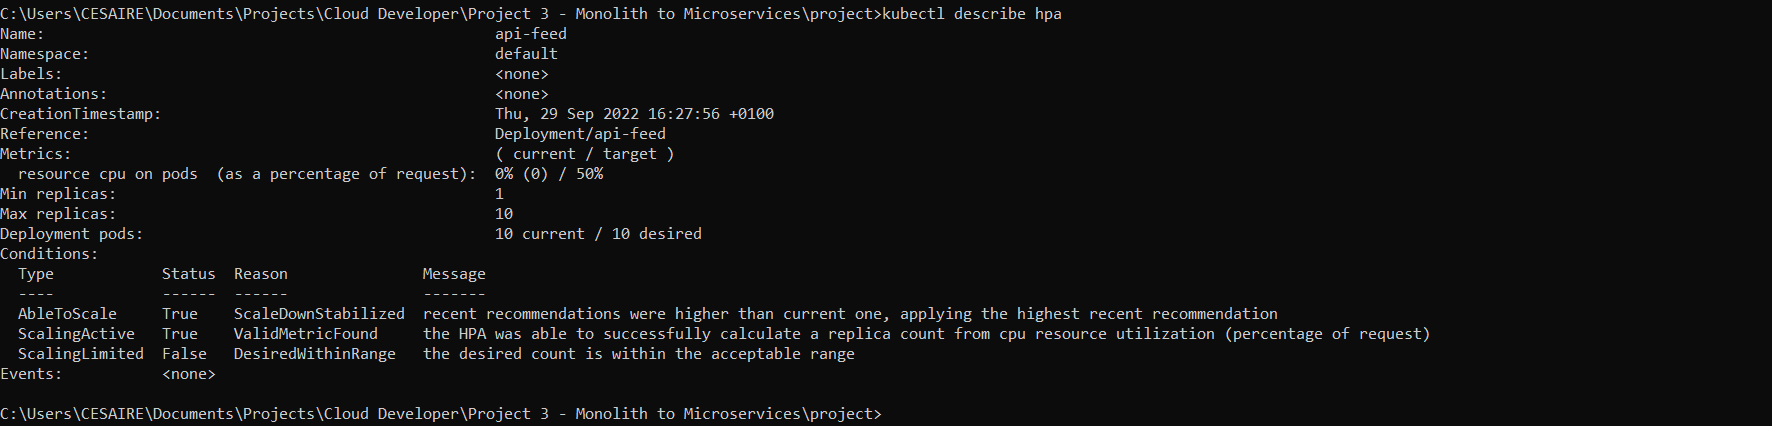 C:\Users\CESAIRE\Documents\Projects\Cloud Developer\Project 3 - Monolith to Microservices\project>kubectl describe hpa
Name:                                                  api-feed
Namespace:                                             default
Labels:                                                <none>
Annotations:                                           <none>
CreationTimestamp:                                     Thu, 29 Sep 2022 16:27:56 +0100
Reference:                                             Deployment/api-feed
Metrics:                                               ( current / target )
  resource cpu on pods  (as a percentage of request):  0% (0) / 50%
Min replicas:                                          1
Max replicas:                                          10
Deployment pods:                                       10 current / 10 desired
Conditions:
  Type            Status  Reason               Message
  ----            ------  ------               -------
  AbleToScale     True    ScaleDownStabilized  recent recommendations were higher than current one, applying the highest recent recommendation
  ScalingActive   True    ValidMetricFound     the HPA was able to successfully calculate a replica count from cpu resource utilization (percentage of request)
  ScalingLimited  False   DesiredWithinRange   the desired count is within the acceptable range
Events:           <none>
C:\Users\CESAIRE\Documents\Projects\Cloud Developer\Project 3 - Monolith to Microservices\project>